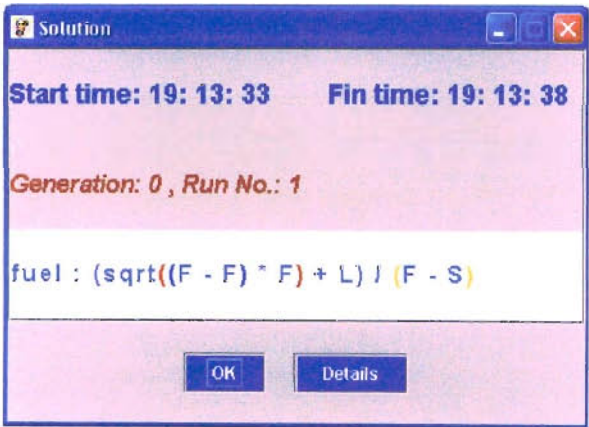 Solution
Start time: 19: 13: 33 Fin time: 19: 13: 38
Generation: 0 , Run No.: 1
fuel : (sqrt((F - F) * F) + L) / (F - S)
OK Details